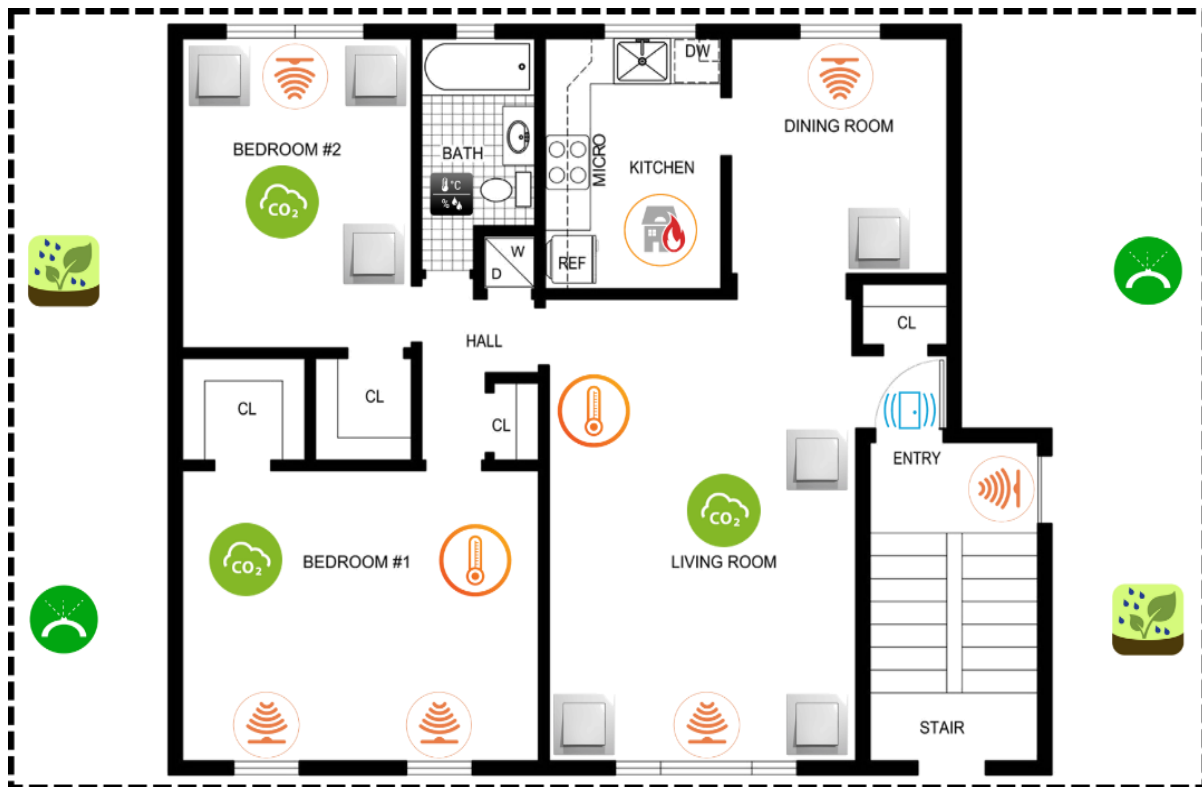 DW
BEDROOM #2
BATH
°C
%
MICRO
KITCHEN
DINING ROOM
CO₂
REF
W
D
HALL
CL
CL
CL
CL
ENTRY
CO₂
CO₂
BEDROOM #1
LIVING ROOM
STAIR